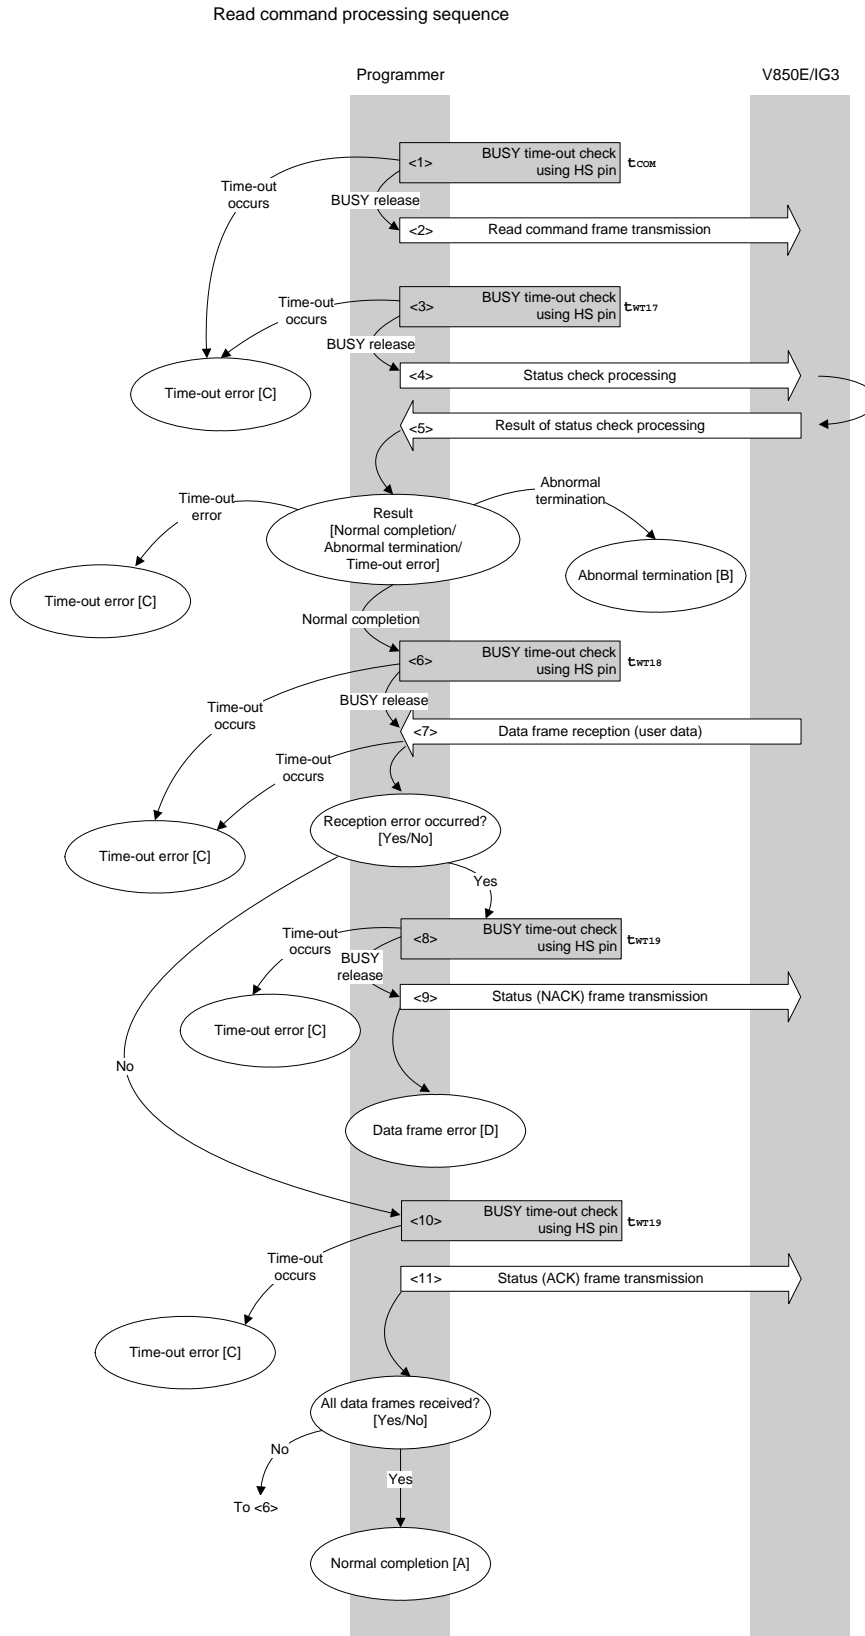 Read command processing sequence
Programmer
V850E/IG3
<1>
BUSY time-out check
using HS pin
tCOM
Time-out
occurs
BUSY release
<2>
Read command frame transmission
<3>
BUSY time-out check
using HS pin
tWT17
Time-out
occurs
BUSY release
<4>
Status check processing
Time-out error [C]
<5>
Result of status check processing
Time-out
error
Abnormal
termination
Result
[Normal completion/
Abnormal termination/
Time-out error]
Abnormal termination [B]
Time-out error [C]
Normal completion
<6>
BUSY time-out check
using HS pin
tWT18
BUSY release
Time-out
occurs
<7>
Data frame reception (user data)
Time-out
occurs
Reception error occurred?
[Yes/No]
Time-out error [C]
Yes
<8>
BUSY time-out check
using HS pin
tWT19
Time-out
occurs
BUSY
release
<9>
Status (NACK) frame transmission
Time-out error [C]
No
Data frame error [D]
<10>
BUSY time-out check
using HS pin
tWT19
Time-out
occurs
<11>
Status (ACK) frame transmission
Time-out error [C]
All data frames received?
[Yes/No]
No
Yes
To <6>
Normal completion [A]